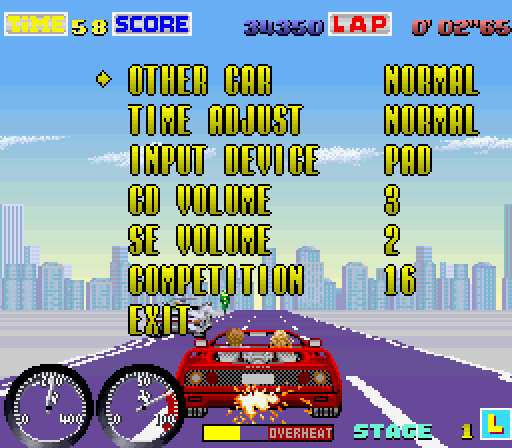 TIME 58 SCORE 34350 LAP 0'02"65
OTHER CAR NORMAL
TIME ADJUST NORMAL
INPUT DEVICE PAD
CD VOLUME 3
SE VOLUME 2
COMPETITION 16
EXIT
OVERHEAT STAGE 1 L